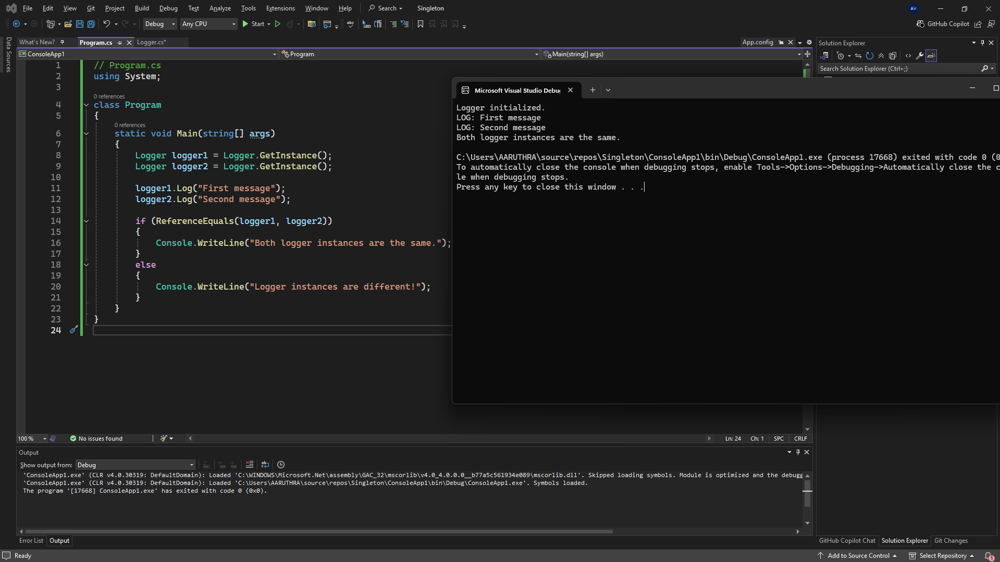 File Edit View Git Project Build Debug Test Analyze Tools Extensions Window Help Search Singleton AV
Debug Any CPU Start GitHub Copilot
Data Sources
What's New? Program.cs Logger.cs* App.config
ConsoleApp1 Program Main(string[] args)
1 // Program.cs
2 using System;
3
0 references
4 class Program
5 {
0 references
6 static void Main(string[] args)
7 {
8 Logger logger1 = Logger.GetInstance();
9 Logger logger2 = Logger.GetInstance();
10
11 logger1.Log("First message");
12 logger2.Log("Second message");
13
14 if (ReferenceEquals(logger1, logger2))
15 {
16 Console.WriteLine("Both logger instances are the same.");
17 }
18 else
19 {
20 Console.WriteLine("Logger instances are different!");
21 }
22 }
23 }
24
100 % No issues found Ln: 24 Ch: 1 SPC CRLF
Microsoft Visual Studio Debu
Logger initialized.
LOG: First message
LOG: Second message
Both logger instances are the same.
C:\Users\AARUTHRA\source\repos\Singleton\ConsoleApp1\bin\Debug\ConsoleApp1.exe (process 17668) exited with code 0 (0
To automatically close the console when debugging stops, enable Tools->Options->Debugging->Automatically close the c
le when debugging stops.
Press any key to close this window . . .
Solution Explorer
Search Solution Explorer (Ctrl+;)
Output
Show output from: Debug
'ConsoleApp1.exe' (CLR v4.0.30319: DefaultDomain): Loaded 'C:\WINDOWS\Microsoft.Net\assembly\GAC_32\mscorlib\v4.0_4.0.0.0__b77a5c561934e089\mscorlib.dll'. Skipped loading symbols. Module is optimized and the debugg
'ConsoleApp1.exe' (CLR v4.0.30319: DefaultDomain): Loaded 'C:\Users\AARUTHRA\source\repos\Singleton\ConsoleApp1\bin\Debug\ConsoleApp1.exe'. Symbols loaded.
The program '[17668] ConsoleApp1.exe' has exited with code 0 (0x0).
Error List Output
GitHub Copilot Chat Solution Explorer Git Changes
Ready Add to Source Control Select Repository 1